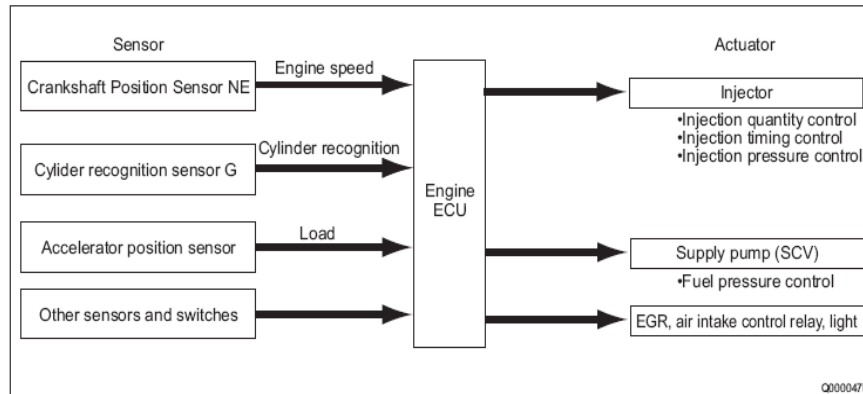 Sensor
Actuator
Crankshaft Position Sensor NE
Engine speed
Injector
•Injection quantity control
•Injection timing control
•Injection pressure control
Cylider recognition sensor G
Cylinder recognition
Engine
ECU
Accelerator position sensor
Load
Supply pump (SCV)
•Fuel pressure control
Other sensors and switches
EGR, air intake control relay, light